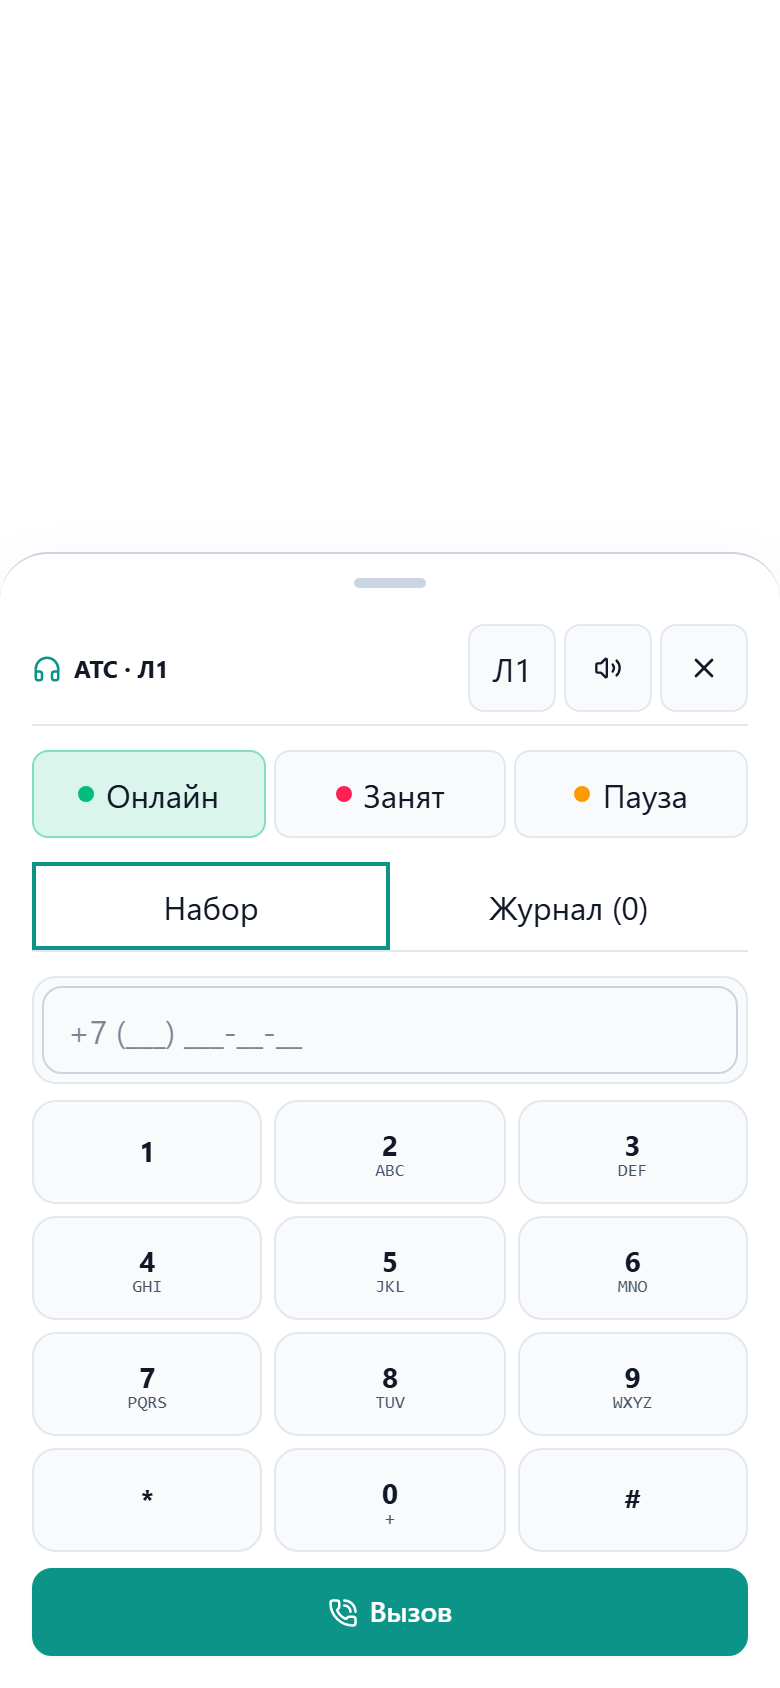 АТС · Л1
Л1
Онлайн
Занят
Пауза
Набор
Журнал (0)
+7 (___) ___-__-__
1
2
ABC
3
DEF
4
GHI
5
JKL
6
MNO
7
PQRS
8
TUV
9
WXYZ
*
0
+
#
Вызов